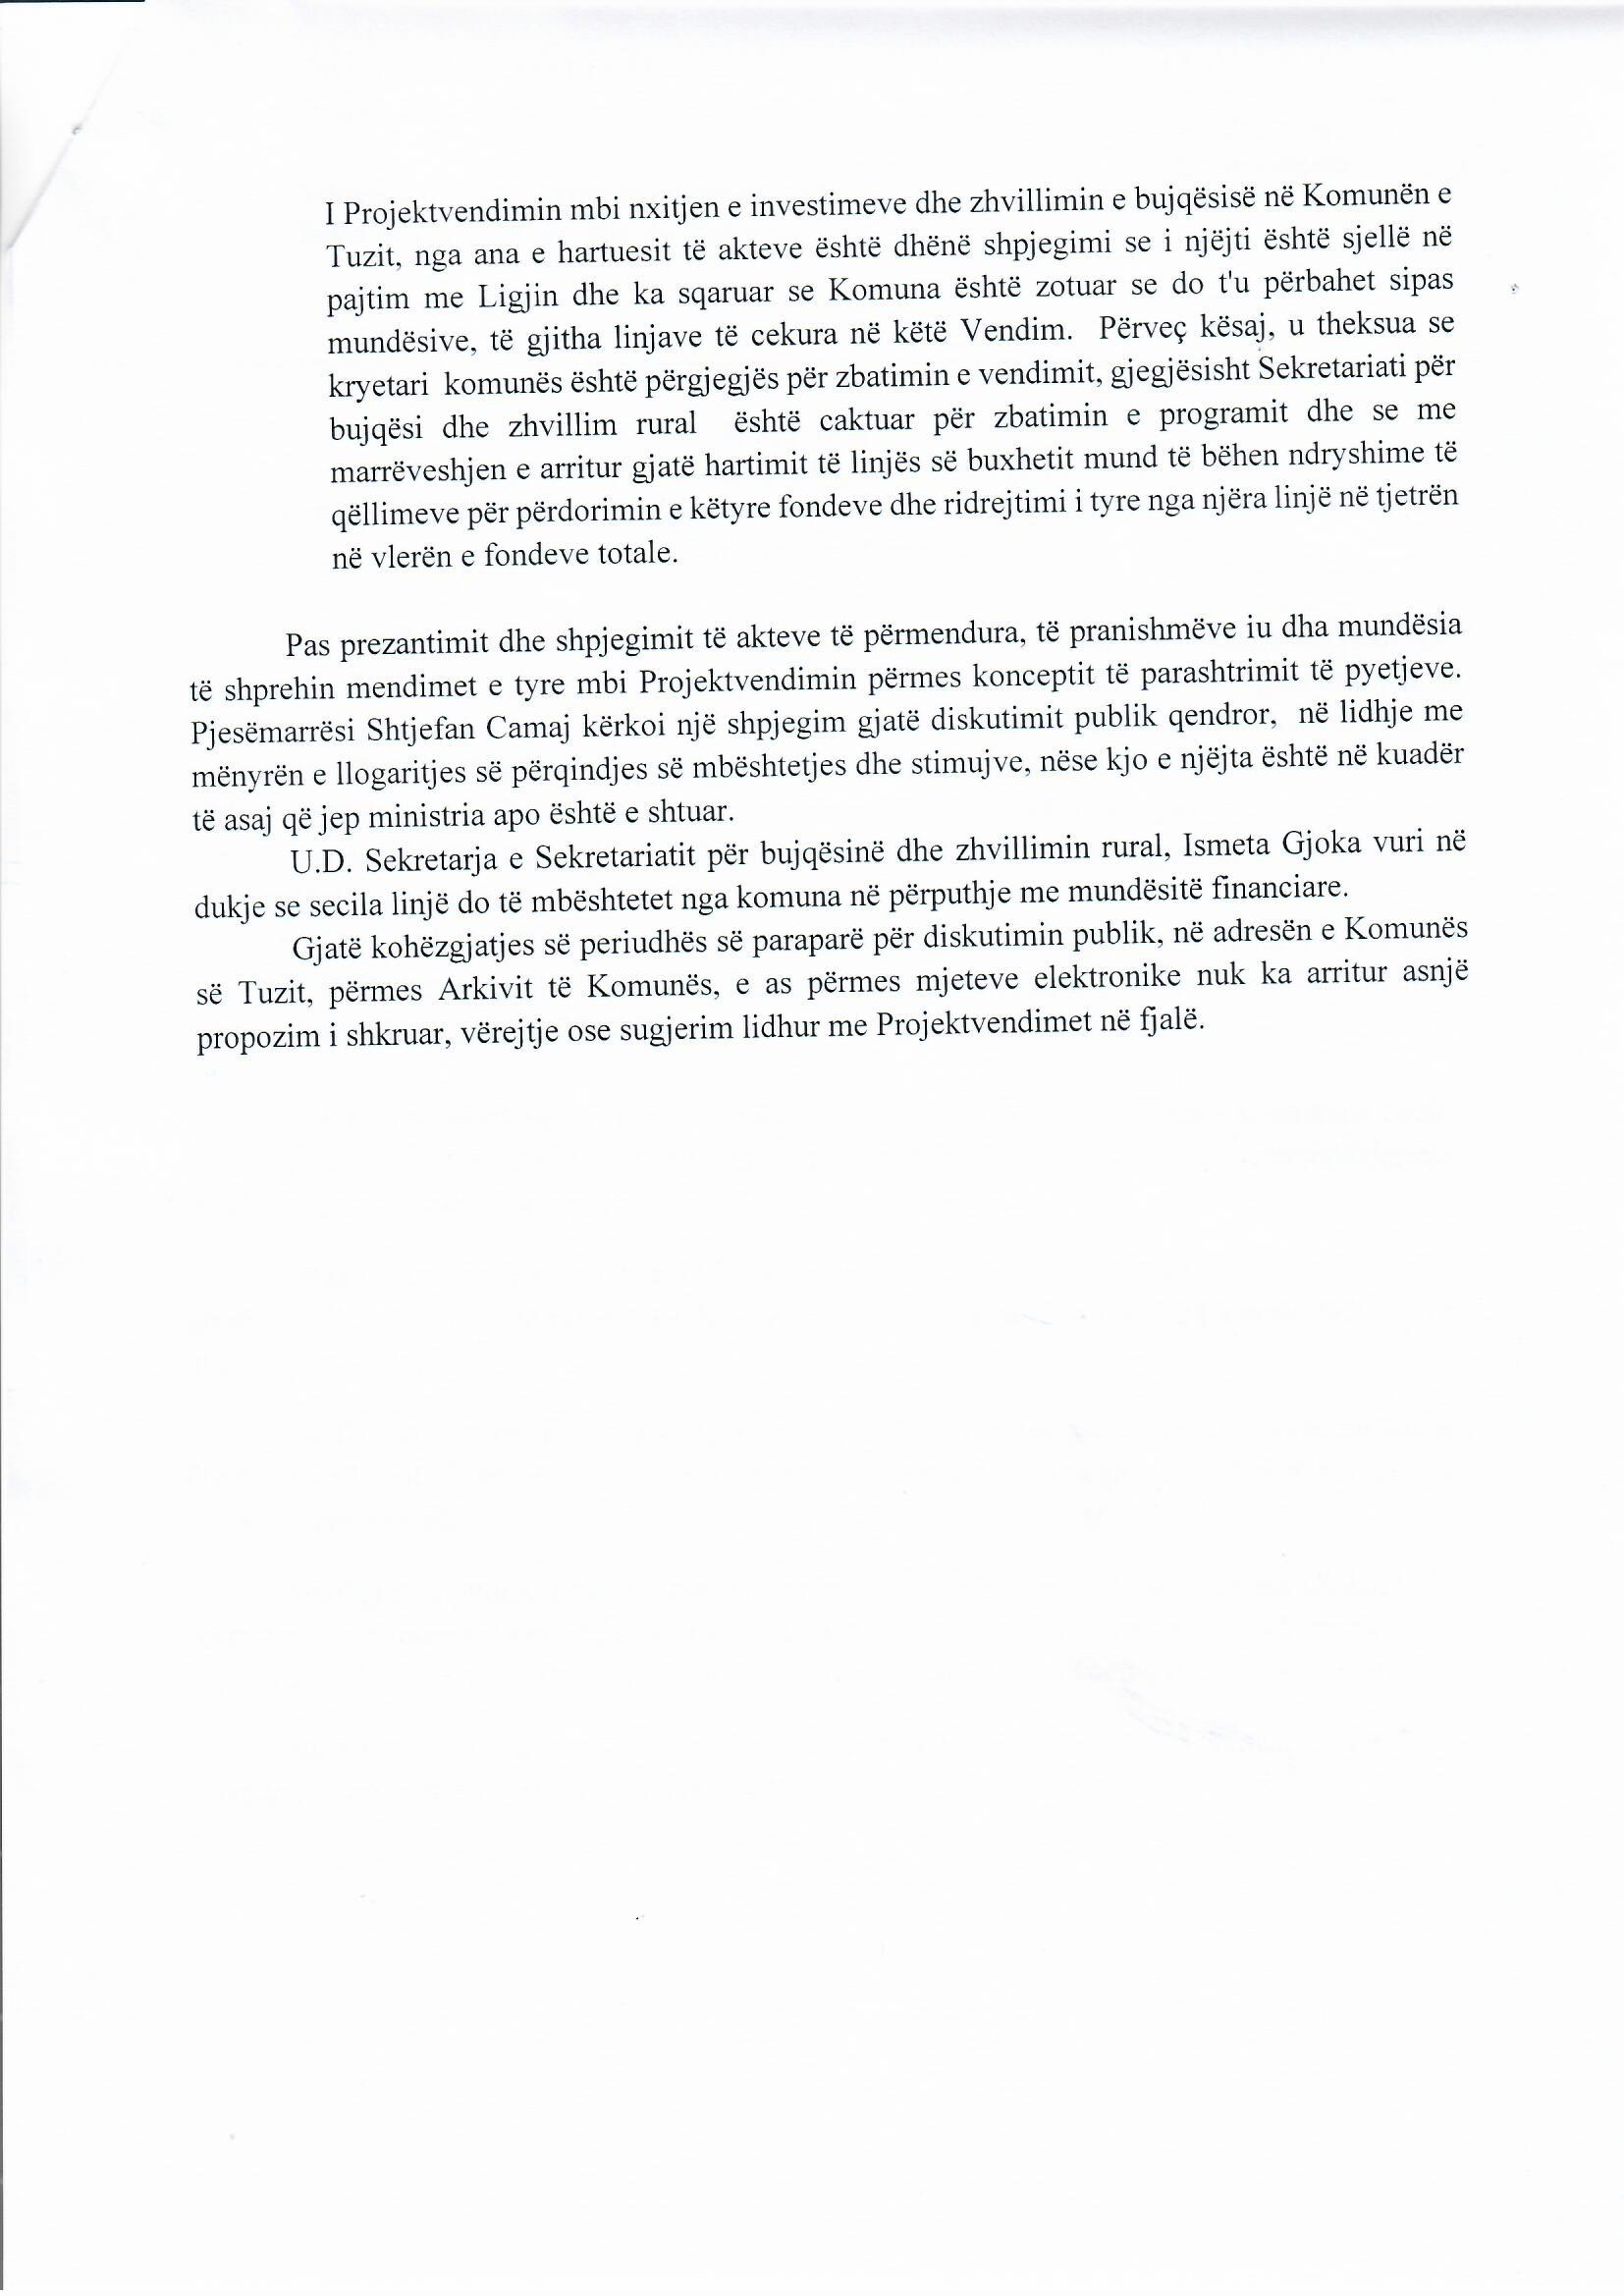 I Projektvendimin mbi nxitjen e investimeve dhe zhvillimin e bujqësisë në Komunën e
Tuzit, nga ana e hartuesit të akteve është dhënë shpjegimi se i njëjti është sjellë në
pajtim me Ligjin dhe ka sqaruar se Komuna është zotuar se do t'u përbahet sipas
mundësive, të gjitha linjave të cekura në këtë Vendim. Përveç kësaj, u theksua se
kryetari komunës është përgjegjës për zbatimin e vendimit, gjegjësisht Sekretariati për
bujqësi dhe zhvillim rural është caktuar për zbatimin e programit dhe se me
marrëveshjen e arritur gjatë hartimit të linjës së buxhetit mund të bëhen ndryshime të
qëllimeve për përdorimin e këtyre fondeve dhe ridrejtimi i tyre nga njëra linjë në tjetrën
në vlerën e fondeve totale.
Pas prezantimit dhe shpjegimit të akteve të përmendura, të pranishmëve iu dha mundësia
të shprehin mendimet e tyre mbi Projektvendimin përmes konceptit të parashtrimit të pyetjeve.
Pjesëmarrësi Shtjefan Camaj kërkoi një shpjegim gjatë diskutimit publik qendror, në lidhje me
mënyrën e llogaritjes së përqindjes së mbështetjes dhe stimujve, nëse kjo e njëjta është në kuadër
të asaj që jep ministria apo është e shtuar.
U.D. Sekretarja e Sekretariatit për bujqësinë dhe zhvillimin rural, Ismeta Gjoka vuri në
dukje se secila linjë do të mbështetet nga komuna në përputhje me mundësitë financiare.
Gjatë kohëzgjatjes së periudhës së paraparë për diskutimin publik, në adresën e Komunës
së Tuzit, përmes Arkivit të Komunës, e as përmes mjeteve elektronike nuk ka arritur asnjë
propozim i shkruar, vërejtje ose sugjerim lidhur me Projektvendimet në fjalë.